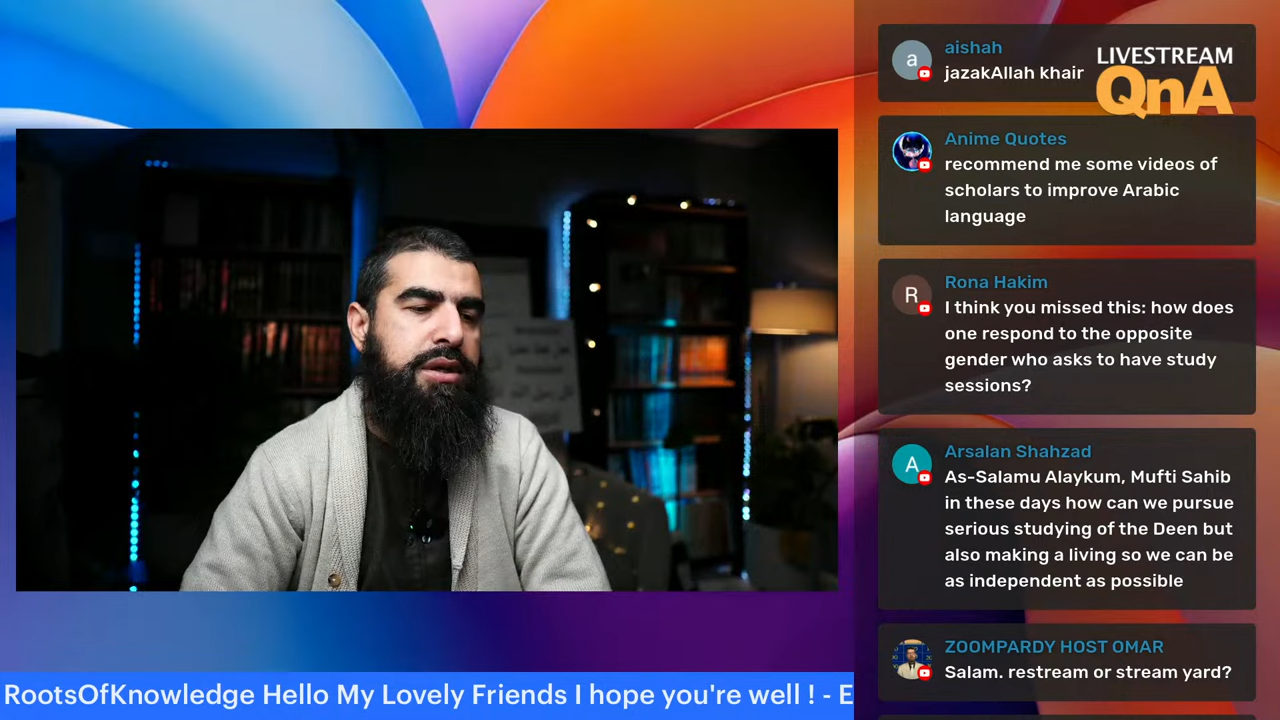 aishah
jazakAllah khair
LIVESTREAM
QnA
Anime Quotes
recommend me some videos of
scholars to improve Arabic
language
R
Rona Hakim
I think you missed this: how does
one respond to the opposite
gender who asks to have study
sessions?
A
Arsalan Shahzad
As-Salamu Alaykum, Mufti Sahib
in these days how can we pursue
serious studying of the Deen but
also making a living so we can be
as independent as possible
ZOOMPARDY HOST OMAR
Salam. restream or stream yard?
RootsOfKnowledge Hello My Lovely Friends I hope you're well ! - E